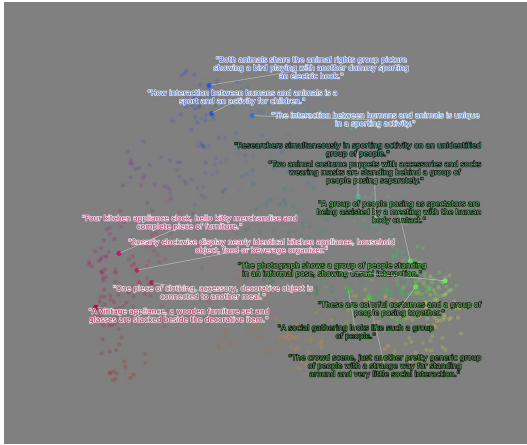 "Both animals share the animal rights group picture
showing a bird playing with another dummy sporting
an electric hook."
"How interaction between humans and animals is a
sport and an activity for children."
"The interaction between humans and animals is unique
in a sporting activity."
"Researchers simultaneously in sporting activity on an unidentified
group of people."
"Two animal costume puppets with accessories and socks
wearing masks are standing behind a group of
people posing separately."
"A group of people posing as spectators are
being assisted by a meeting with the human
body contact."
"Four kitchen appliance clock, hello kitty merchandise and
complete piece of furniture."
clockwise display nearly identical kitchen appliance, household
object, food or beverage organizer."
"The photograph shows a group of people standing
in an informal pose, showing
"One piece of clothing, accessory, decorative object is
connected to another meal."
"A vintage appliance, a wooden furniture set and
glasses are stacked beside the decorative item."
"These are colorful costumes and a group of
people posing together."
"A social gathering looks like such a group
of people."
"The crowd scene, just another pretty generic group
of people with a strange way for standing
around and very little social interaction."